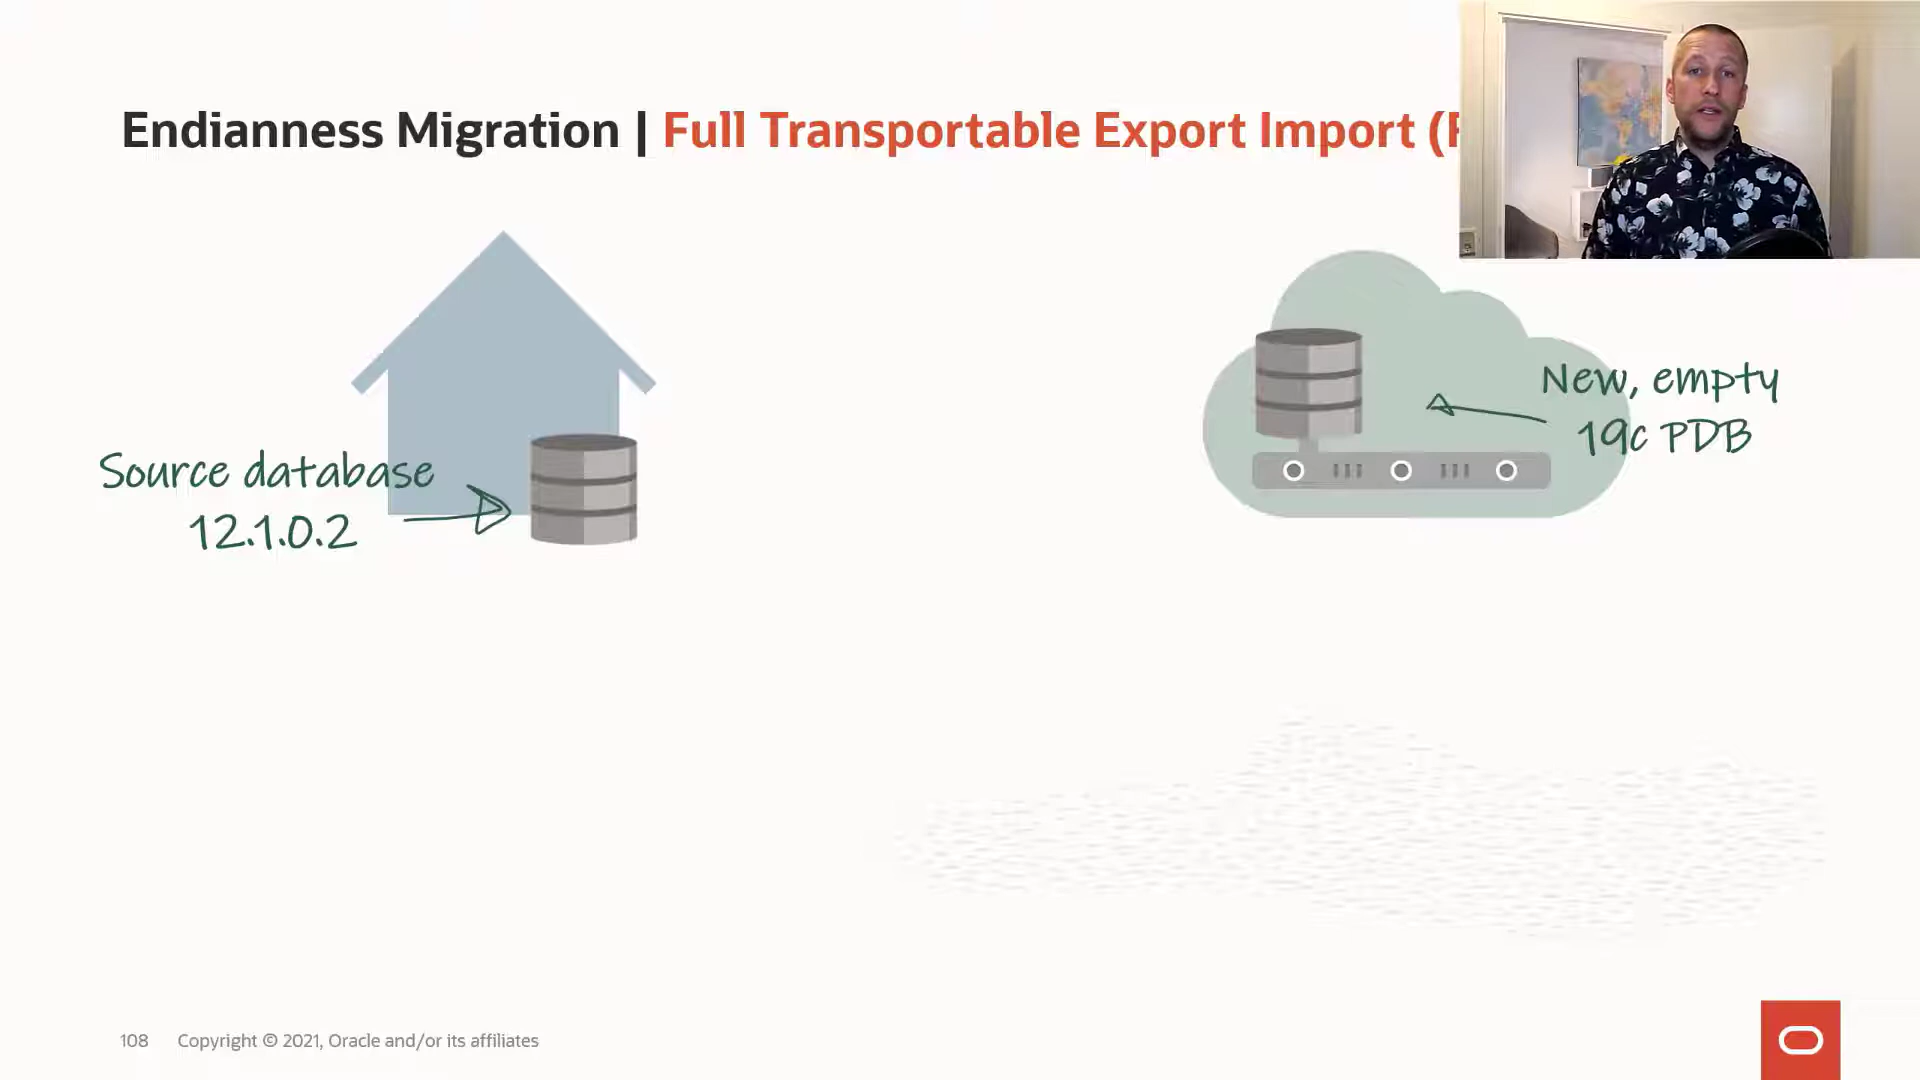 Endianness Migration | Full Transportable Export Import (
Source database
12.1.0.2
New, empty
19c PDB
108 Copyright © 2021, Oracle and/or its affiliates